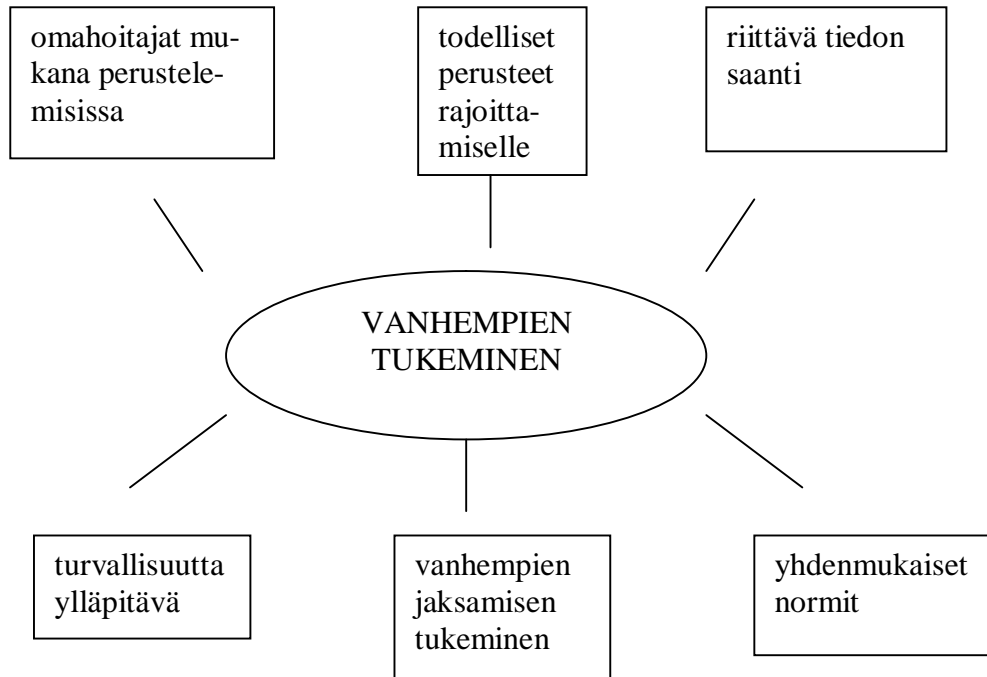 omahoitajat mu-
kana perustele-
misissa
todelliset
perusteet
rajoitta-
miselle
riittävä tiedon
saanti
VANHEMPIEN
TUKEMINEN
turvallisuutta
ylläpitävä
vanhempien
jaksamisen
tukeminen
yhdenmukaiset
normit